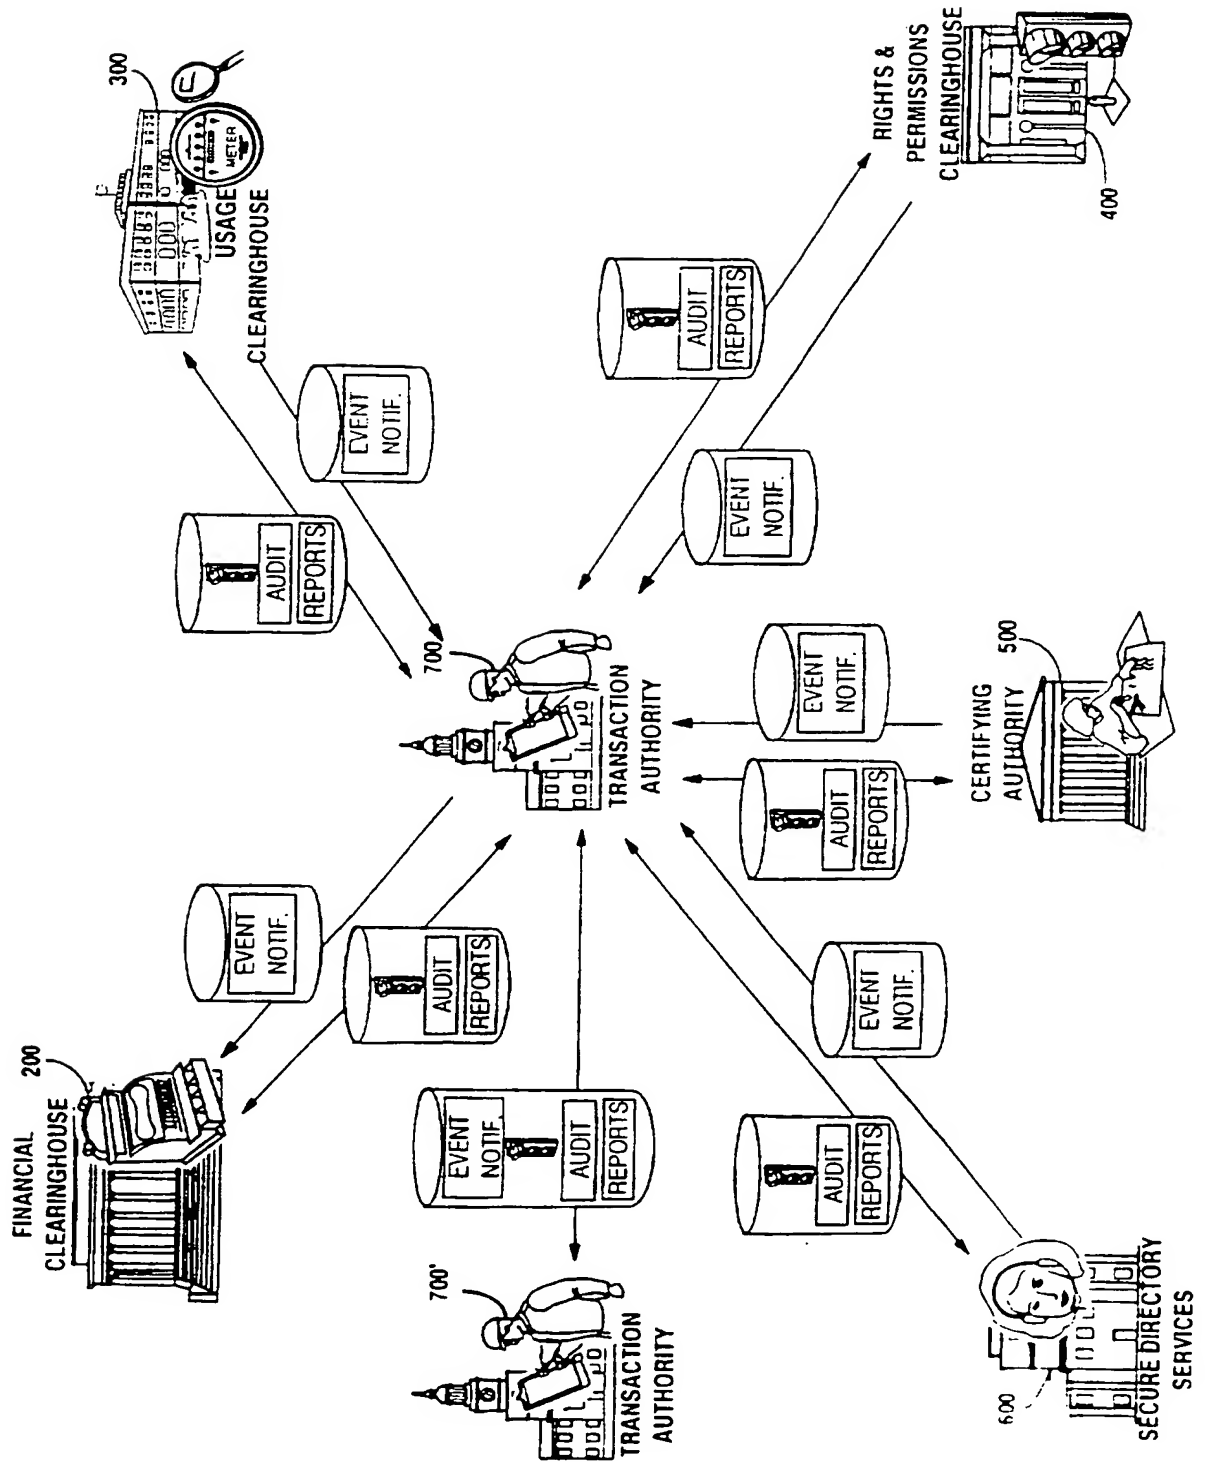 FINANCIAL
CLEARINGHOUSE
200
EVENT
NOTIF.
AUDIT
REPORTS
USAGE
CLEARINGHOUSE
300
METER
AUDIT
REPORTS
EVENT
NOTIF.
700'
TRANSACTION
AUTHORITY
EVENT
NOTIF.
AUDIT
REPORTS
700
TRANSACTION
AUTHORITY
AUDIT
REPORTS
EVENT
NOTIF.
RIGHTS &
PERMISSIONS
CLEARINGHOUSE
400
600
SECURE DIRECTORY
SERVICES
AUDIT
REPORTS
EVENT
NOTIF.
AUDIT
REPORTS
EVENT
NOTIF.
CERTIFYING
AUTHORITY
500